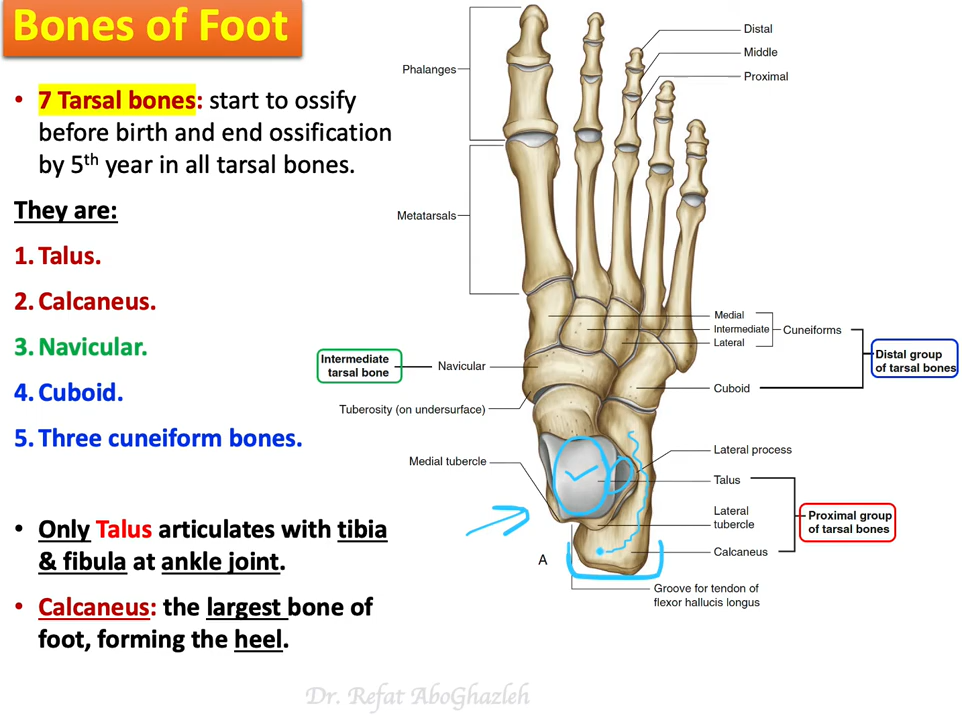 Bones of Foot
• 7 Tarsal bones: start to ossify
before birth and end ossification
by 5th year in all tarsal bones.
They are:
1. Talus.
2. Calcaneus.
3. Navicular.
4. Cuboid.
5. Three cuneiform bones.
• Only Talus articulates with tibia
& fibula at ankle joint.
• Calcaneus: the largest bone of
foot, forming the heel.
Phalanges
Distal
Middle
Proximal
Metatarsals
Medial
Intermediate
Lateral
Cuneiforms
Intermediate
tarsal bone
Navicular
Distal group
of tarsal bones
Cuboid
Tuberosity (on undersurface)
Medial tubercle
Lateral process
Talus
Lateral
tubercle
Proximal group
of tarsal bones
Calcaneus
A
Groove for tendon of
flexor hallucis longus
Dr. Refat AboGhazleh